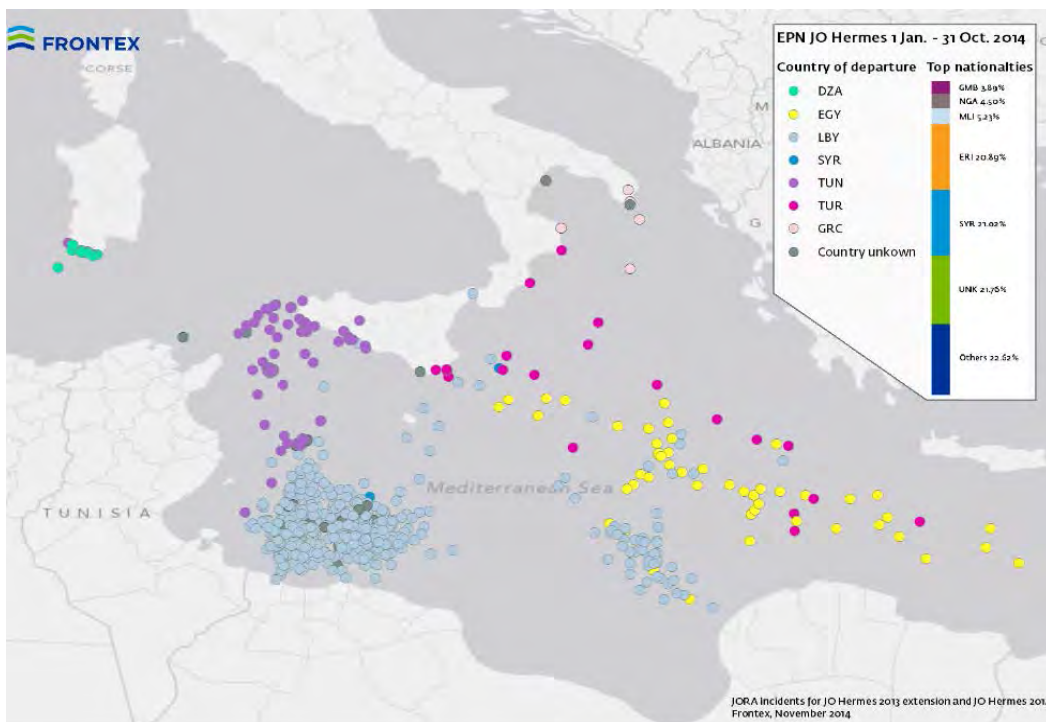 FRONTEX
CORSE
ALBANIA
M
G
TUNISIA
Mediterranean Sea
EPN JO Hermes 1 Jan. - 31 Oct. 2014
Country of departure
DZA
EGY
LBY
SYR
TUN
TUR
GRC
Country unkown
Top nationalties
GMB 3.89%
NGA 4.50%
MLI 5.23%
ERI 20.89%
SYR 21.02%
UNK 21.76%
Others 22.62%
JORA incidents for JO Hermes 2013 extension and JO Hermes 201
Frontex, November 2014